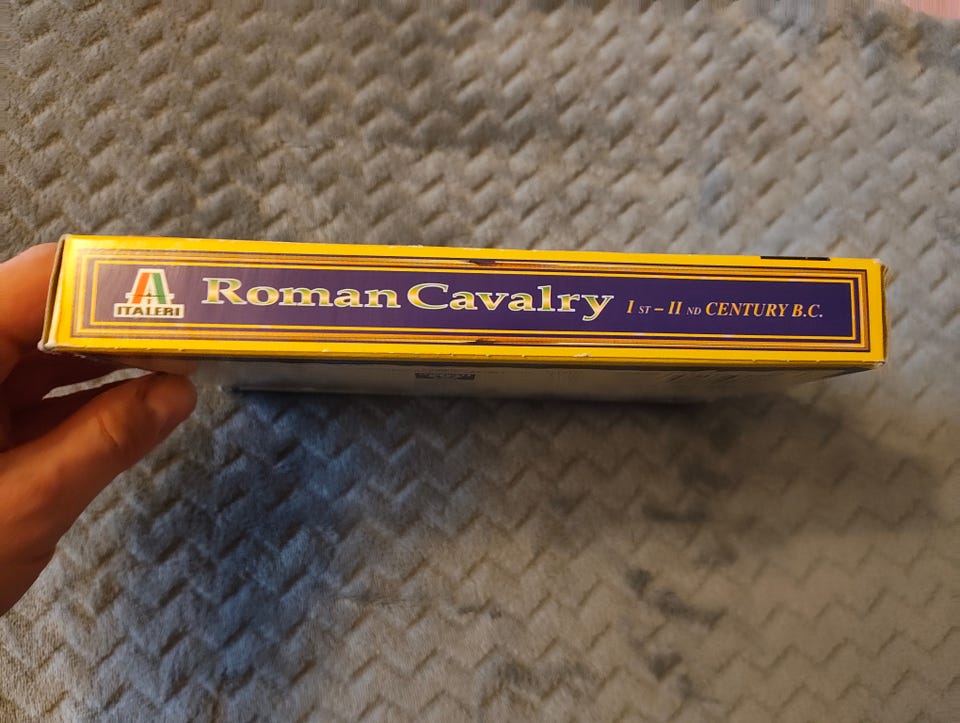 ITALERI
Roman Cavalry I ST – II ND CENTURY B.C.